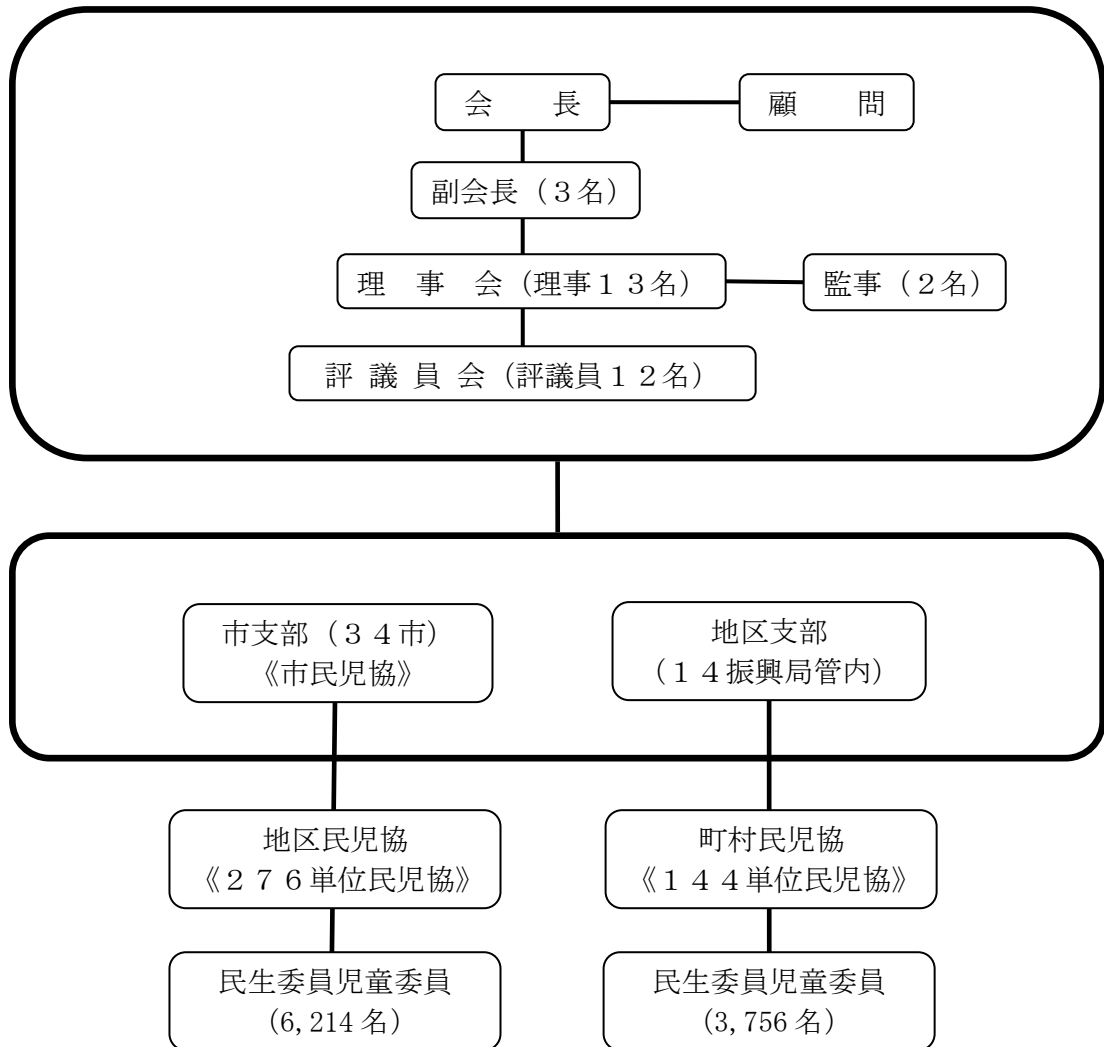 会　　長
顧　　問
副会長（３名）
理　事　会（理事１３名）
監事（２名）
評 議 員 会（評議員１２名）
市支部（３４市）
《市民児協》
地区支部
（１４振興局管内）
地区民児協
《２７６単位民児協》
町村民児協
《１４４単位民児協》
民生委員児童委員
(6,214 名)
民生委員児童委員
(3,756 名)